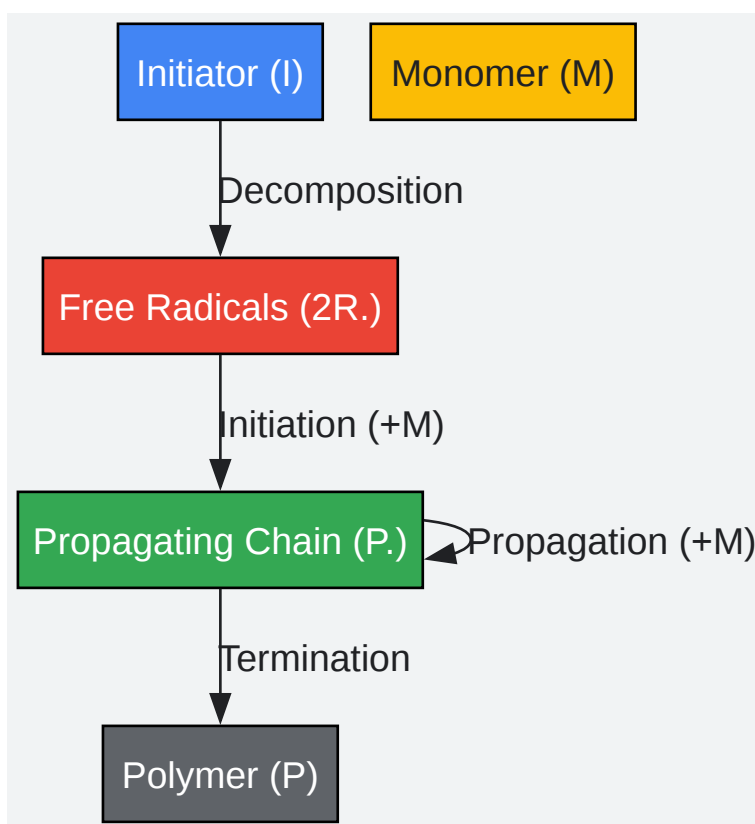 Initiator (I)
Monomer (M)
Decomposition
Free Radicals (2R.)
Initiation (+M)
Propagating Chain (P.)
Propagation (+M)
Termination
Polymer (P)